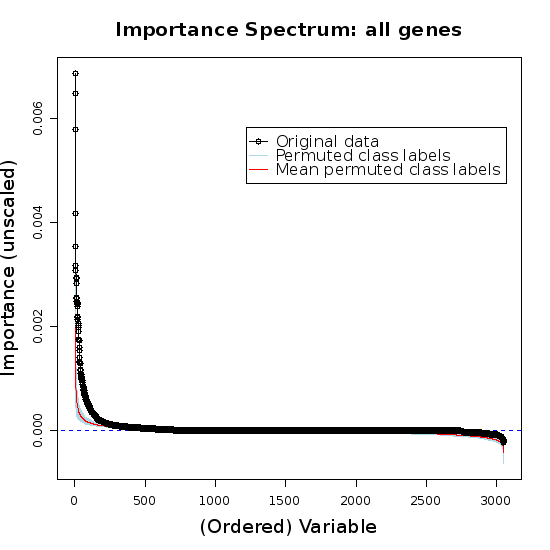 Importance Spectrum: all genes
Importance (unscaled)
0.006
0.004
0.002
0.000
Original data
Permuted class labels
Mean permuted class labels
0 500 1000 1500 2000 2500 3000
(Ordered) Variable